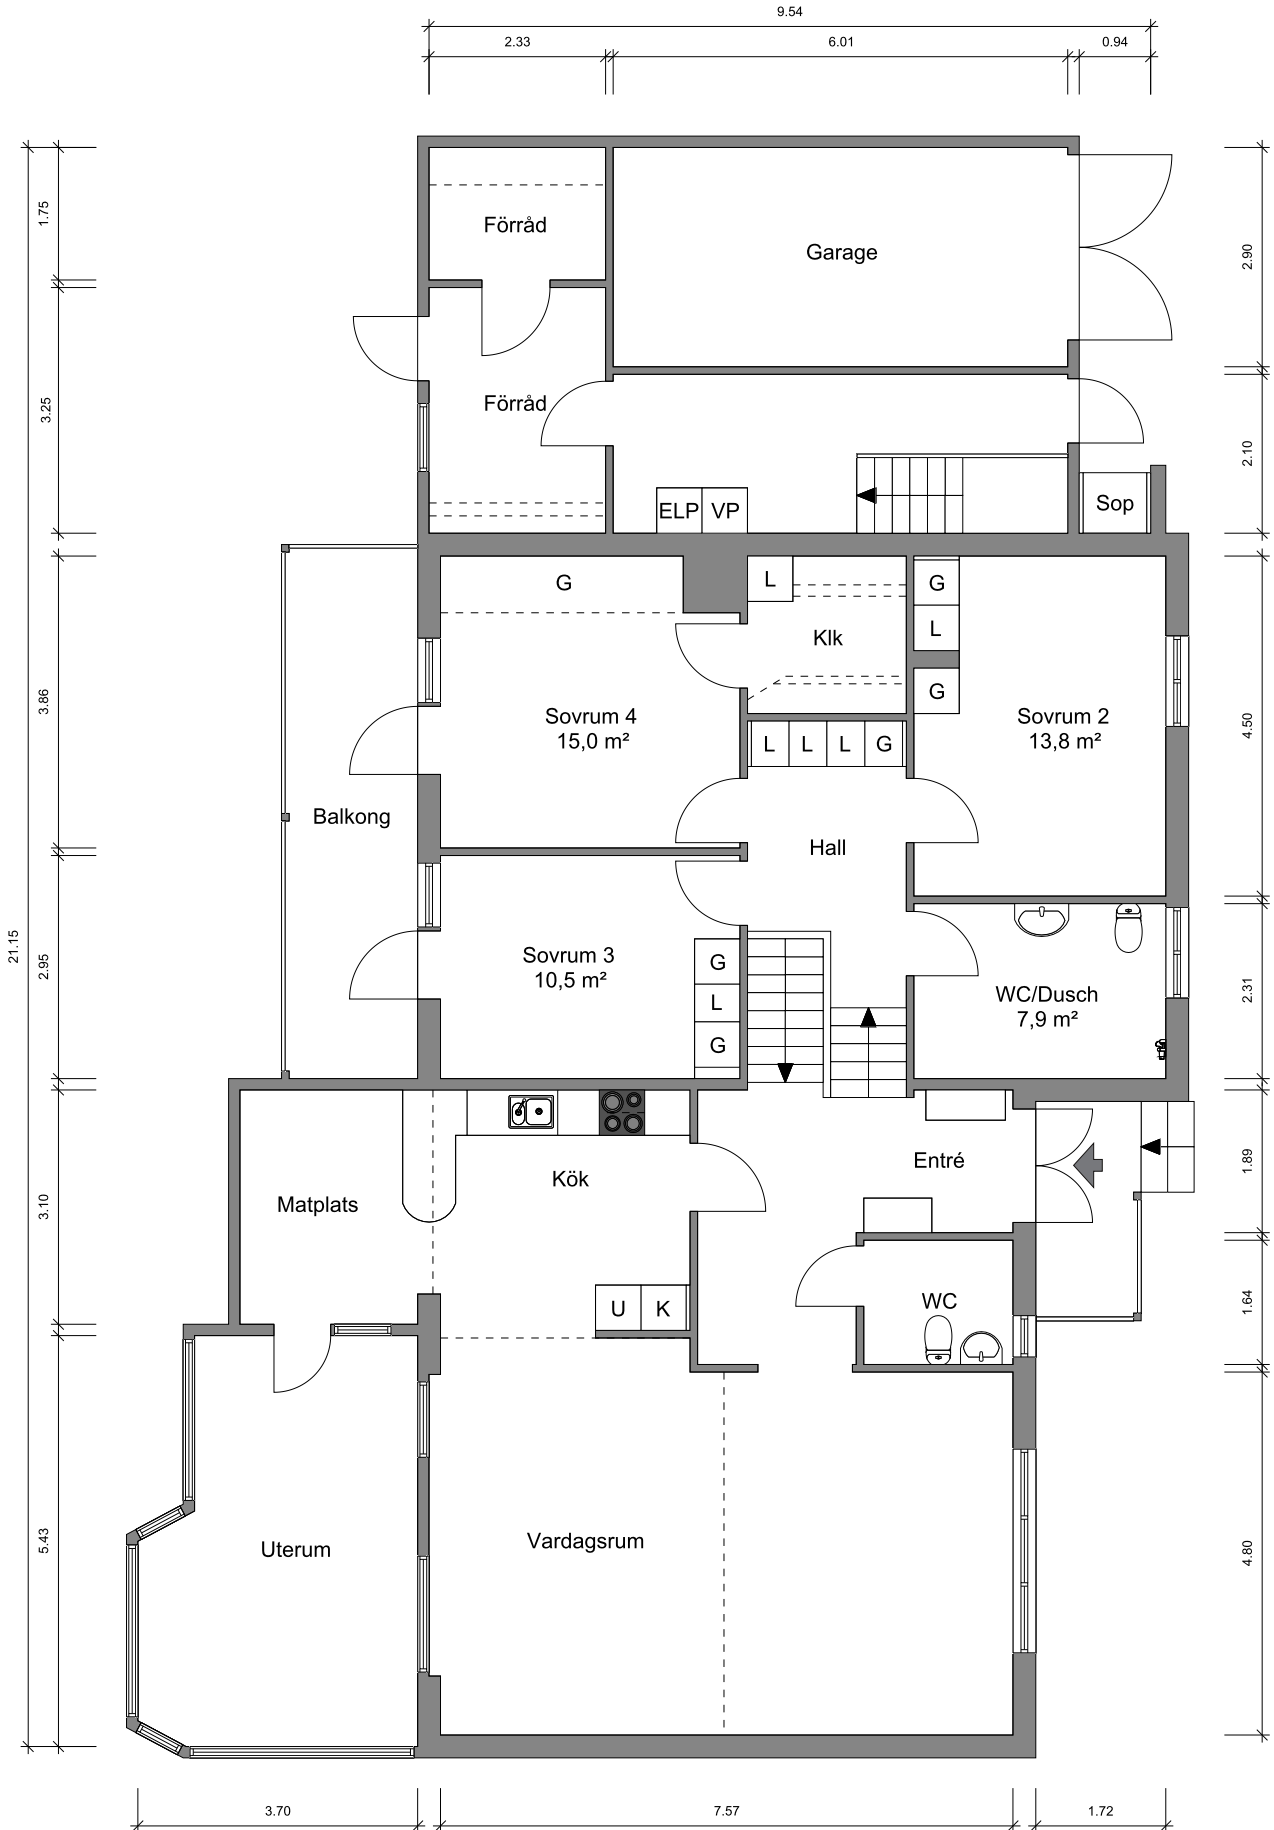 9.54
2.33
6.01
0.94
1.75
Förråd
Garage
2.90
3.25
Förråd
2.10
ELP
VP
Sop
G
L
G
Klk
L
3.86
G
Sovrum 4
15,0 m²
Sovrum 2
13,8 m²
4.50
L
L
L
G
Balkong
Hall
21.15
2.95
Sovrum 3
10,5 m²
G
L
G
WC/Dusch
7,9 m²
2.31
Entré
1.89
Kök
Matplats
3.10
U
K
WC
1.64
5.43
Uterum
Vardagsrum
4.80
3.70
7.57
1.72